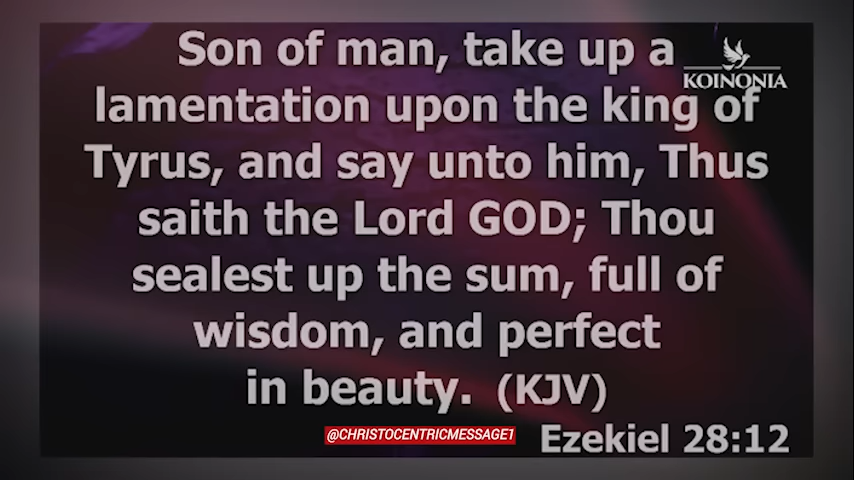 Son of man, take up a
KOINONIA
lamentation upon the king of
Tyrus, and say unto him, Thus
saith the Lord GOD; Thou
sealest up the sum, full of
wisdom, and perfect
in beauty. (KJV)
@CHRISTOCENTRICMESSAGE1
Ezekiel 28:12